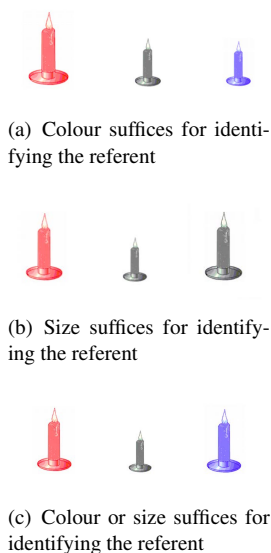 (a) Colour suffices for identi-
fying the referent
(b) Size suffices for identify-
ing the referent
(c) Colour or size suffices for
identifying the referent